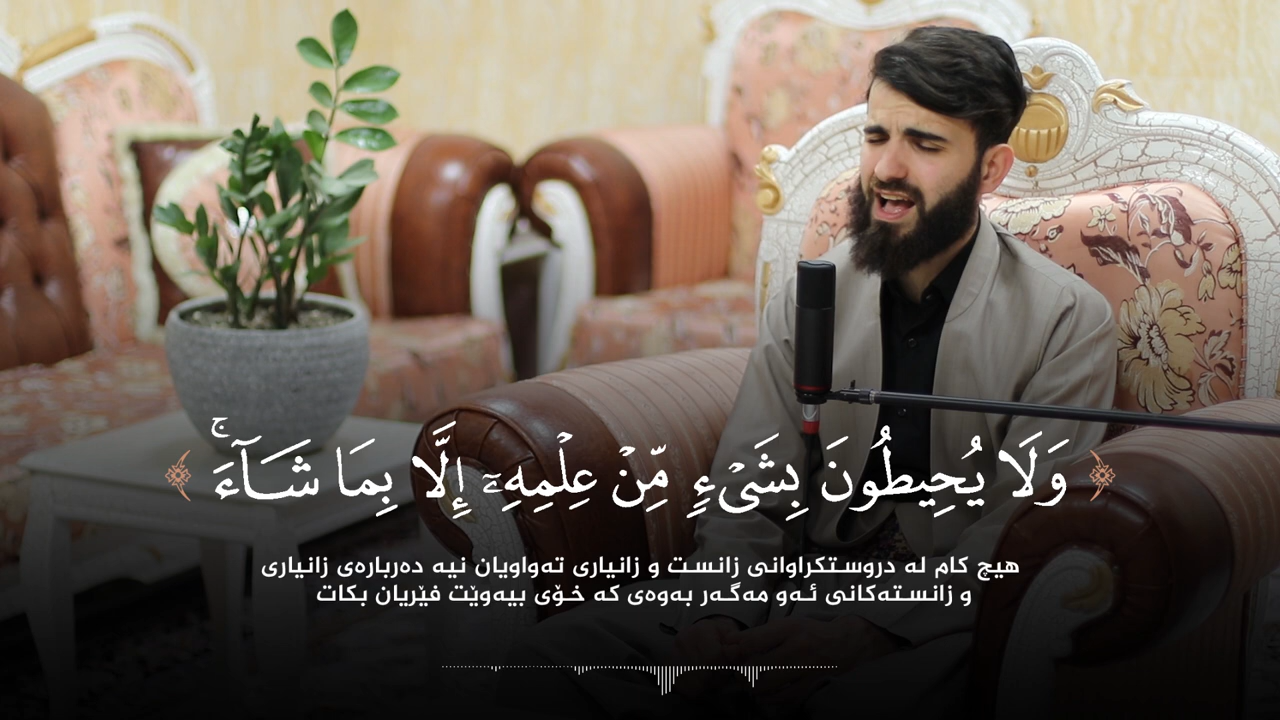 ﴿ وَلَا يُحِيطُونَ بِشَىْءٍ مِّنْ عِلْمِهِۦٓ إِلَّا بِمَا شَآءَۚ ﴾
هیچ کام لە دروستکراوانی زانست و زانیاری تەواویان نیە دەربارەی زانیاری
و زانستەکانی ئەو مەگەر بەوەی کە خۆی بیەوێت فێریان بکات